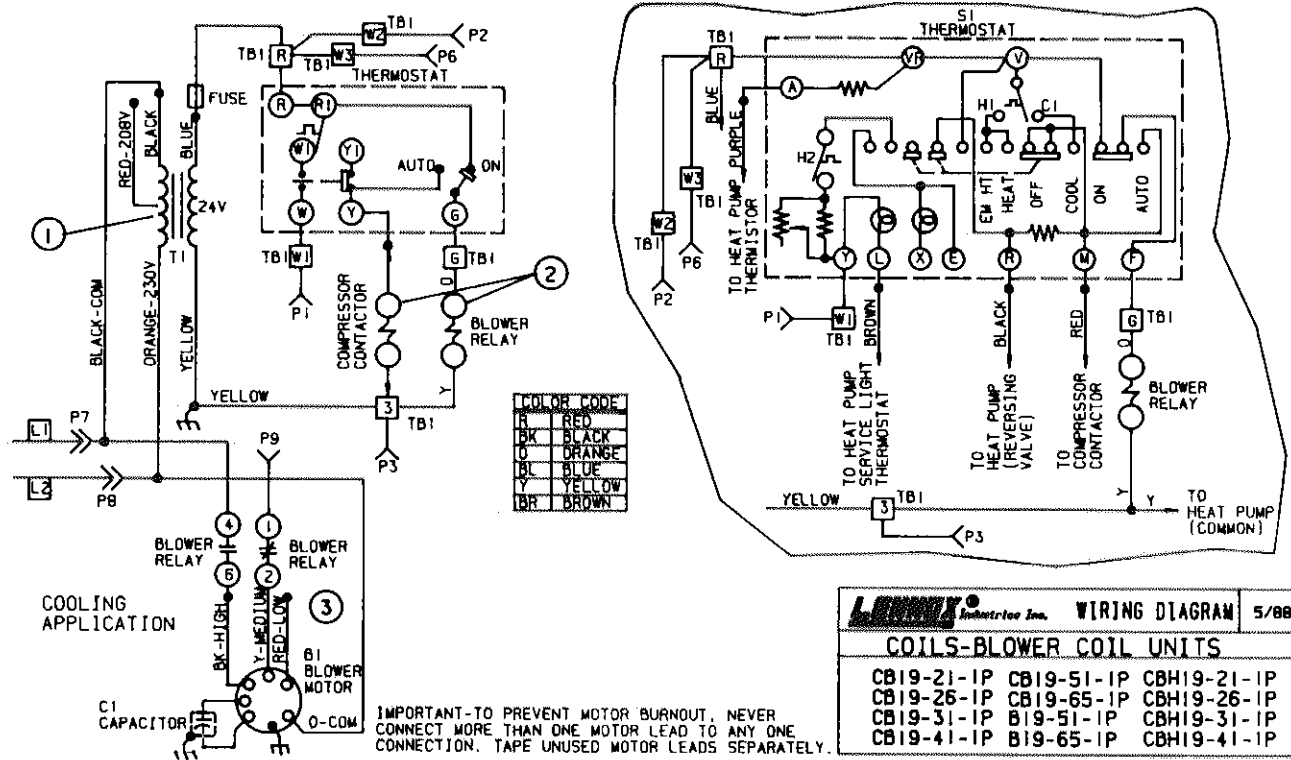 TB1
W2
P2
TB1
R
TB1
W3
P6
THERMOSTAT
FUSE
RED-208V
BLACK
BLUE
R
R1
W1
Y1
AUTO
ON
24V
W
Y
G
1
T1
TB1
W1
G
TB1
P1
2
O
BLACK-COM
ORANGE-230V
YELLOW
COMPRESSOR
CONTACTOR
BLOWER
RELAY
Y
YELLOW
3
TB1
P3
L1
P7
L2
P8
P9
4
1
BLOWER
RELAY
BLOWER
RELAY
6
2
COOLING
APPLICATION
BK-HIGH
Y-MEDIUM
RED-LOW
3
B1
BLOWER
MOTOR
C1
CAPACITOR
O-COM
COLOR CODE
R RED
BK BLACK
O ORANGE
BL BLUE
Y YELLOW
BR BROWN
IMPORTANT-TO PREVENT MOTOR BURNOUT, NEVER
CONNECT MORE THAN ONE MOTOR LEAD TO ANY ONE
CONNECTION. TAPE UNUSED MOTOR LEADS SEPARATELY.
S1
THERMOSTAT
TB1
R
VR
V
A
BLUE
H1
C1
H2
W3
TB1
W2
TB1
P6
P2
TO HEAT PUMP PURPLE
THERMISTOR
EM HT
HEAT
OFF
COOL
ON
AUTO
Y
L
X
E
R
M
F
P1
W1
TB1
BROWN
BLACK
RED
G
TB1
O
TO HEAT PUMP
SERVICE LIGHT
THERMOSTAT
TO
HEAT PUMP
(REVERSING
VALVE)
TO
COMPRESSOR
CONTACTOR
BLOWER
RELAY
Y
YELLOW
3
TB1
P3
Y
TO
HEAT PUMP
(COMMON)
LENNOX Industries Inc. WIRING DIAGRAM 5/88
COILS-BLOWER COIL UNITS
CB19-21-1P CB19-51-1P CBH19-21-1P
CB19-26-1P CB19-65-1P CBH19-26-1P
CB19-31-1P B19-51-1P CBH19-31-1P
CB19-41-1P B19-65-1P CBH19-41-1P